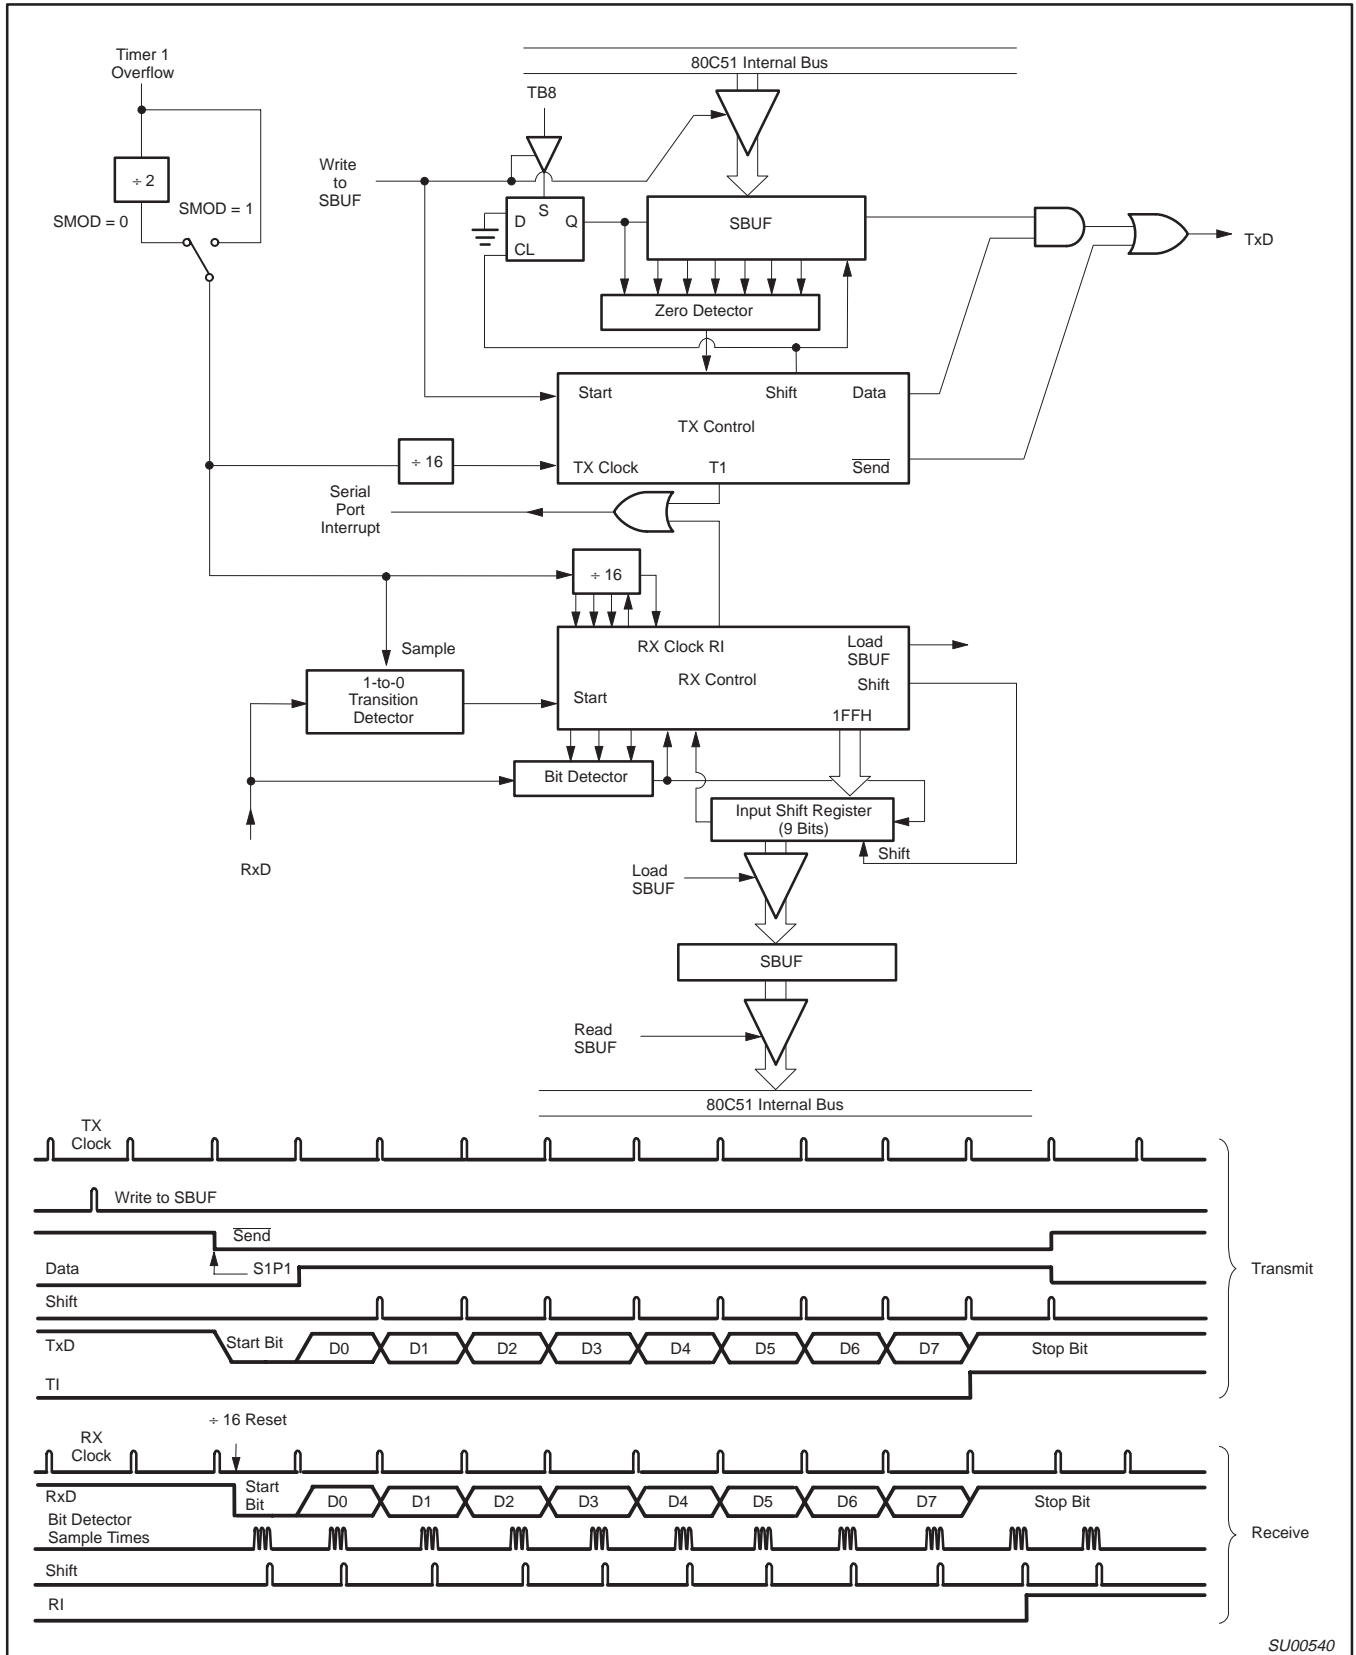 Timer 1
Overflow
80C51 Internal Bus
TB8
Write
to
SBUF
÷ 2
SMOD = 0
SMOD = 1
S
D
Q
CL
SBUF
TxD
Zero Detector
Start
Shift
Data
TX Control
÷ 16
TX Clock
T1
Send
Serial
Port
Interrupt
÷ 16
Sample
RX Clock RI
Load
SBUF
RX Control
Shift
1-to-0
Transition
Detector
Start
1FFH
Bit Detector
Input Shift Register
(9 Bits)
Shift
RxD
Load
SBUF
SBUF
Read
SBUF
80C51 Internal Bus
TX
Clock
Write to SBUF
Send
Data
S1P1
Transmit
Shift
TxD
Start Bit
D0
D1
D2
D3
D4
D5
D6
D7
Stop Bit
TI
÷ 16 Reset
RX
Clock
RxD
Start
Bit
D0
D1
D2
D3
D4
D5
D6
D7
Stop Bit
Bit Detector
Sample Times
Receive
Shift
RI
SU00540